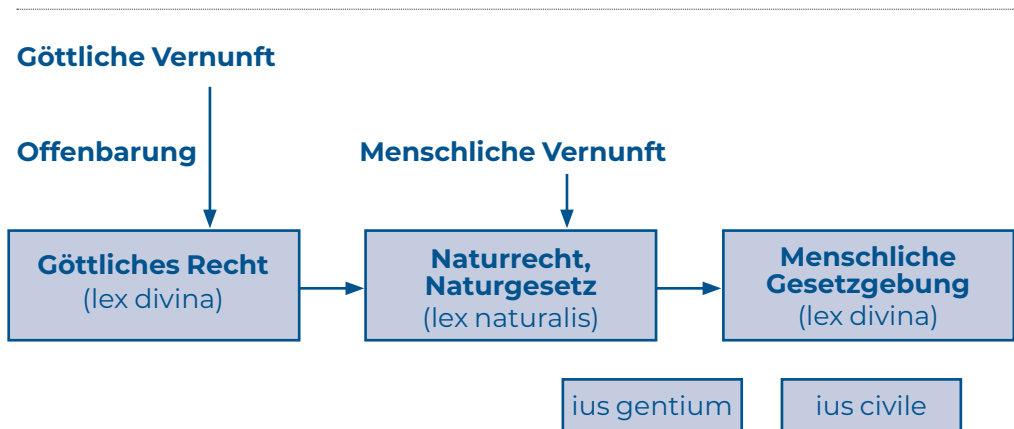 Göttliche Vernunft
Offenbarung
Menschliche Vernunft
Göttliches Recht
(lex divina)
Naturrecht,
Naturgesetz
(lex naturalis)
Menschliche
Gesetzgebung
(lex divina)
ius gentium
ius civile